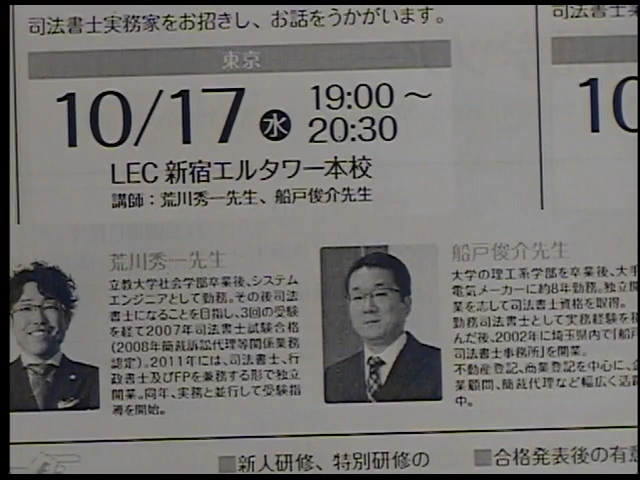 司法書士実務家をお招きし、お話をうかがいます。
司法書士実
東京
10/17 水 19:00～
20:30
10
LEC 新宿エルタワー本校
講師：荒川秀一先生、船戸俊介先生
荒川秀一先生
立教大学社会学部卒業後、システム
エンジニアとして勤務。その後司法
書士になることを目指し、3回の受験
を経て2007年司法書士試験合格
(2008年簡裁訴訟代理等関係業務
認定)。2011年には、司法書士、行
政書士及びFPを兼務する形で独立
開業。同年、実務と並行して受験指
導を開始。
船戸俊介先生
大学の理工系学部を卒業後、大手
電気メーカーに約8年勤務。独立開
業を志して司法書士資格を取得。
勤務司法書士として実務経験を積
んだ後、2002年に埼玉県内で『船戸
司法書士事務所』を開業。
不動産登記、商業登記を中心に、企
業顧問、簡裁代理など幅広く活
中。
■新人研修、特別研修の
■合格発表後の有意